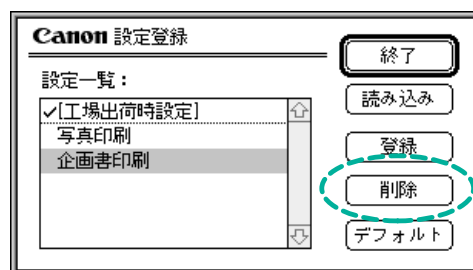 Canon 設定登録
設定一覧：
✓[工場出荷時設定]
写真印刷
企画書印刷
終了
読み込み
登録
削除
デフォルト